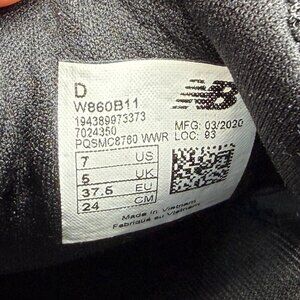 D
W860B11
194389973373
7024350
PQSMC8760 WWR
MFG: 03/2020
LOC: 93
7 US
5 UK
37.5 EU
24 CM
Made in Vietnam
Fabriqué au Vietnam